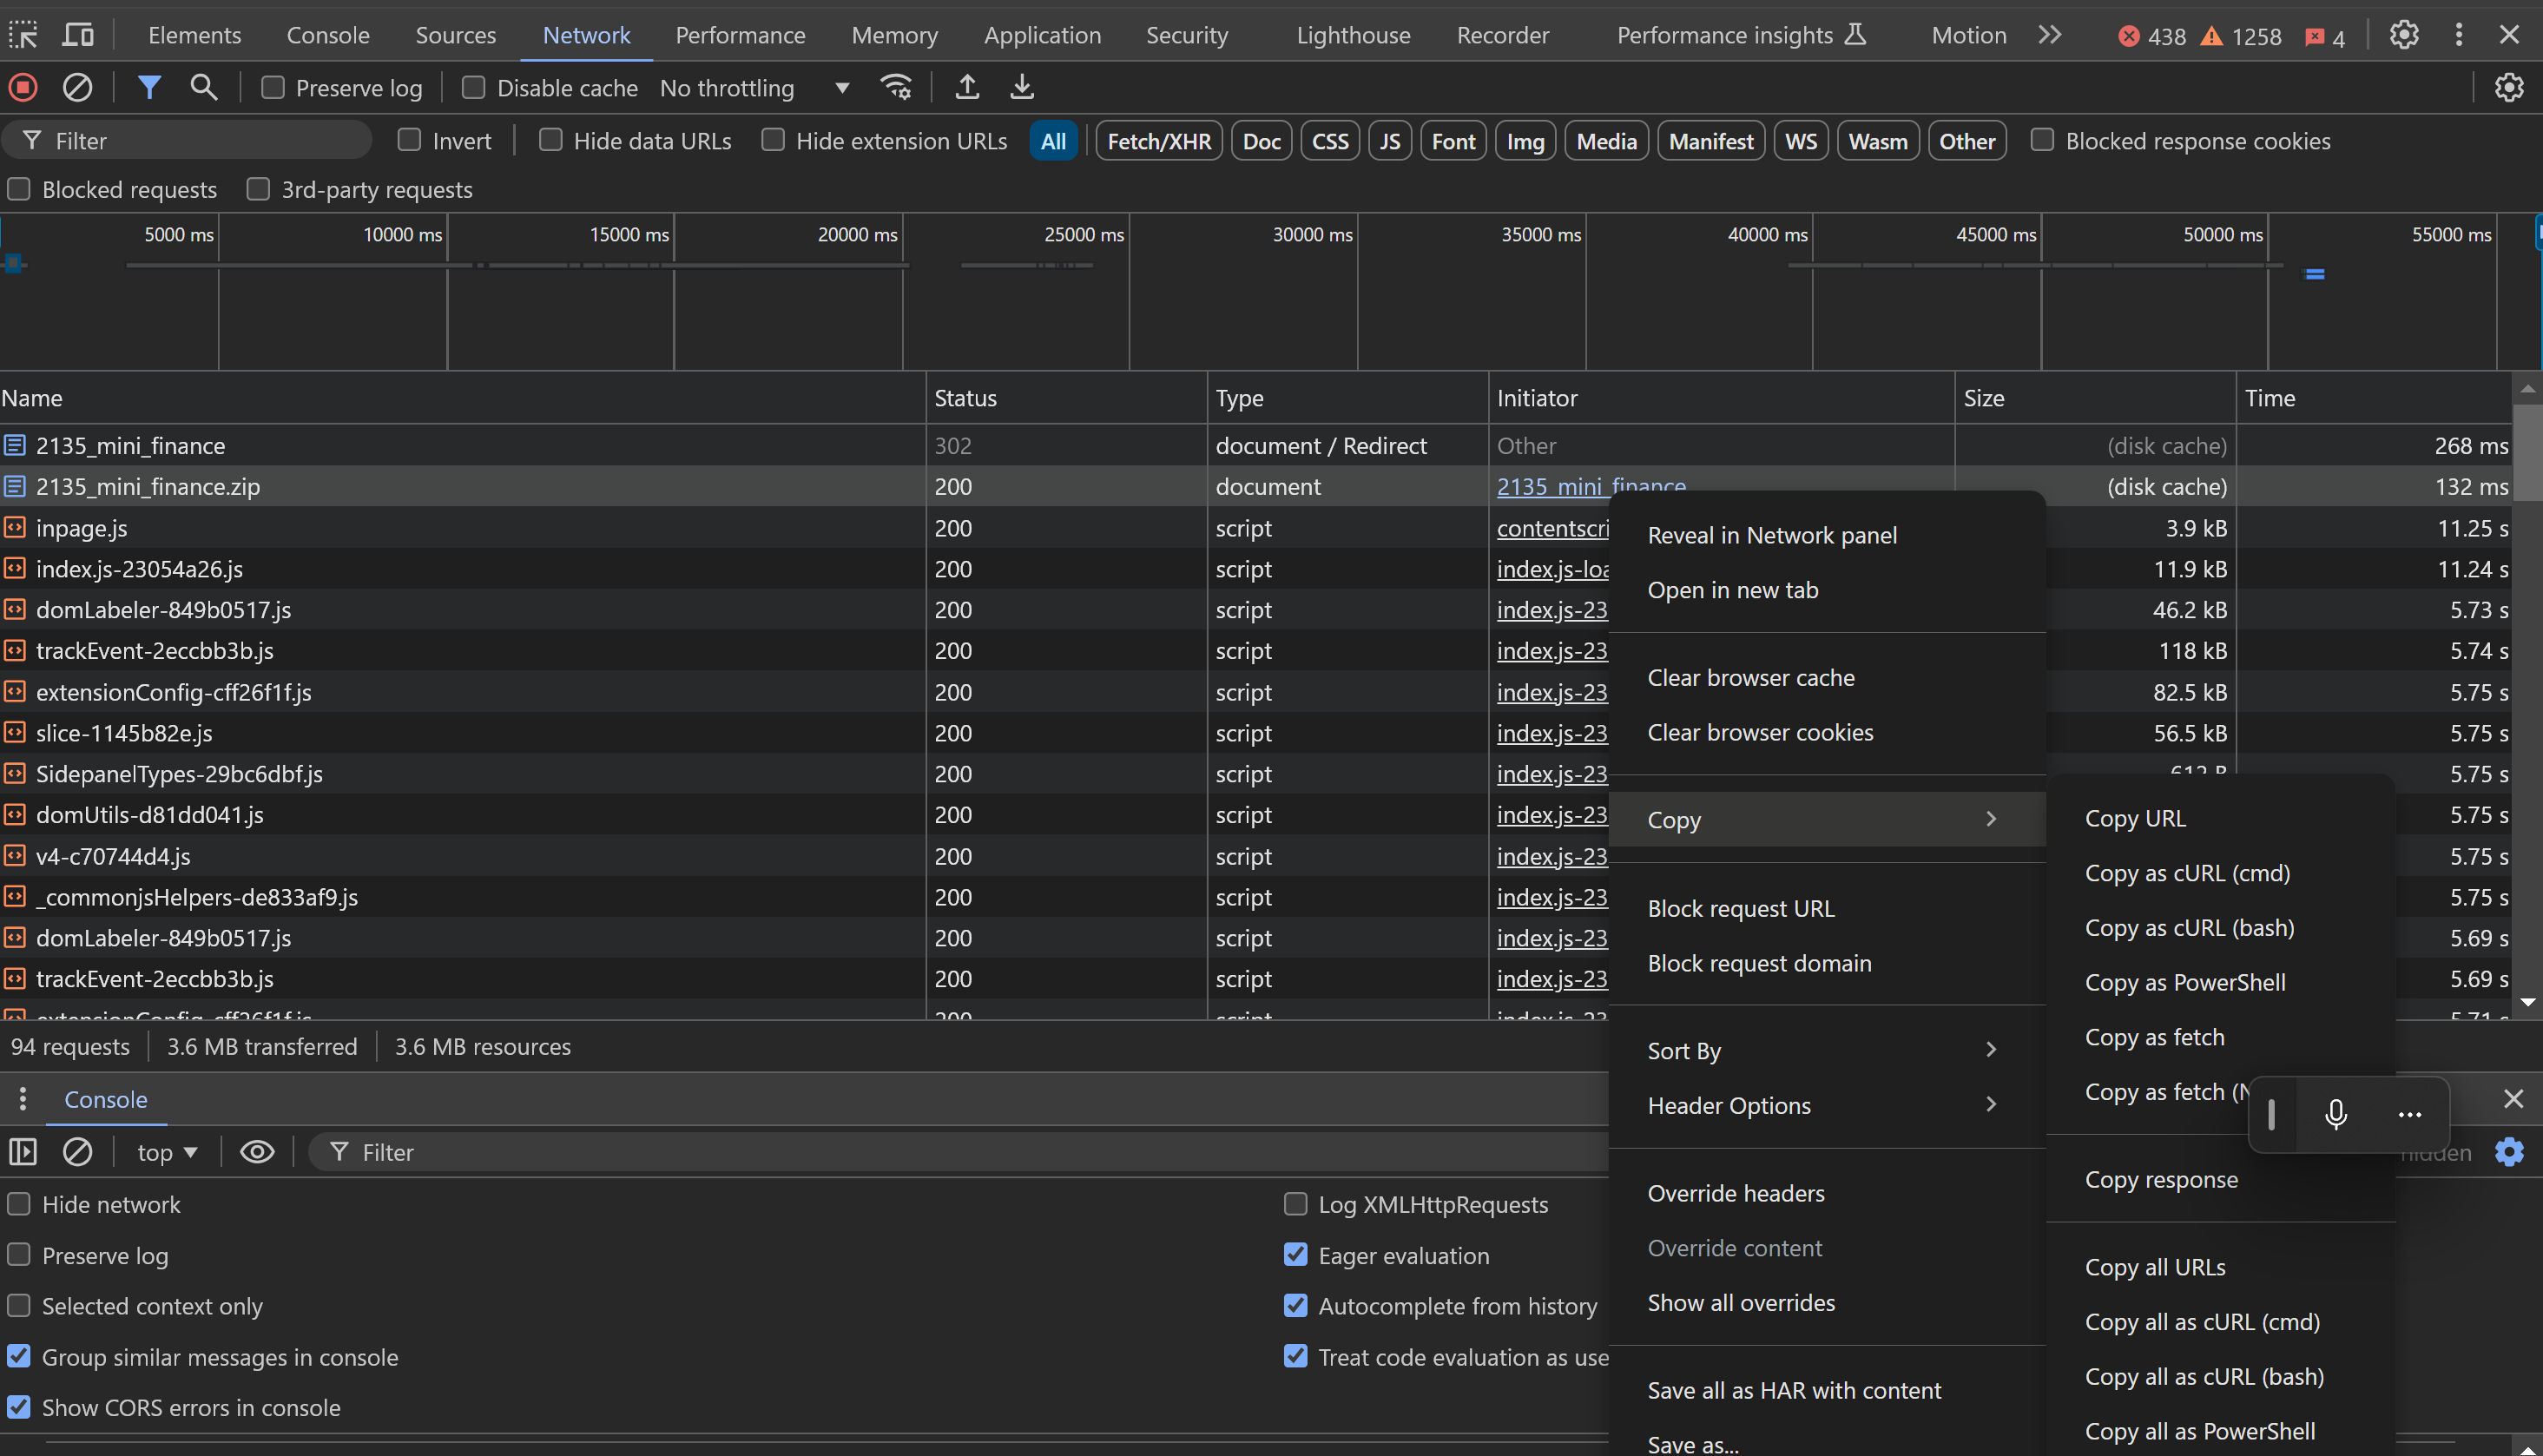 Elements Console Sources Network Performance Memory Application Security Lighthouse Recorder Performance insights Motion 438 1258 4
Preserve log Disable cache No throttling
Filter Invert Hide data URLs Hide extension URLs All Fetch/XHR Doc CSS JS Font Img Media Manifest WS Wasm Other Blocked response cookies
Blocked requests 3rd-party requests
5000 ms 10000 ms 15000 ms 20000 ms 25000 ms 30000 ms 35000 ms 40000 ms 45000 ms 50000 ms 55000 ms
Name Status Type Initiator Size Time
2135_mini_finance 302 document / Redirect Other (disk cache) 268 ms
2135_mini_finance.zip 200 document 2135_mini_finance (disk cache) 132 ms
inpage.js 200 script contentscri 3.9 kB 11.25 s
index.js-23054a26.js 200 script index.js-loa 11.9 kB 11.24 s
domLabeler-849b0517.js 200 script index.js-23 46.2 kB 5.73 s
trackEvent-2eccbb3b.js 200 script index.js-23 118 kB 5.74 s
extensionConfig-cff26f1f.js 200 script index.js-23 82.5 kB 5.75 s
slice-1145b82e.js 200 script index.js-23 56.5 kB 5.75 s
SidepanelTypes-29bc6dbf.js 200 script index.js-23 612 B 5.75 s
domUtils-d81dd041.js 200 script index.js-23 5.75 s
v4-c70744d4.js 200 script index.js-23 5.75 s
_commonjsHelpers-de833af9.js 200 script index.js-23 5.75 s
domLabeler-849b0517.js 200 script index.js-23 5.69 s
trackEvent-2eccbb3b.js 200 script index.js-23 5.69 s
extensionConfig-cff26f1f.js 200 script index.js-23 5.71 s
94 requests 3.6 MB transferred 3.6 MB resources
Console
top Filter hidden
Hide network Log XMLHttpRequests
Preserve log Eager evaluation
Selected context only Autocomplete from history
Group similar messages in console Treat code evaluation as use
Show CORS errors in console
Reveal in Network panel
Open in new tab
Clear browser cache
Clear browser cookies
Copy
Block request URL
Block request domain
Sort By
Header Options
Override headers
Override content
Show all overrides
Save all as HAR with content
Save as...
Copy URL
Copy as cURL (cmd)
Copy as cURL (bash)
Copy as PowerShell
Copy as fetch
Copy as fetch (N
Copy response
Copy all URLs
Copy all as cURL (cmd)
Copy all as cURL (bash)
Copy all as PowerShell